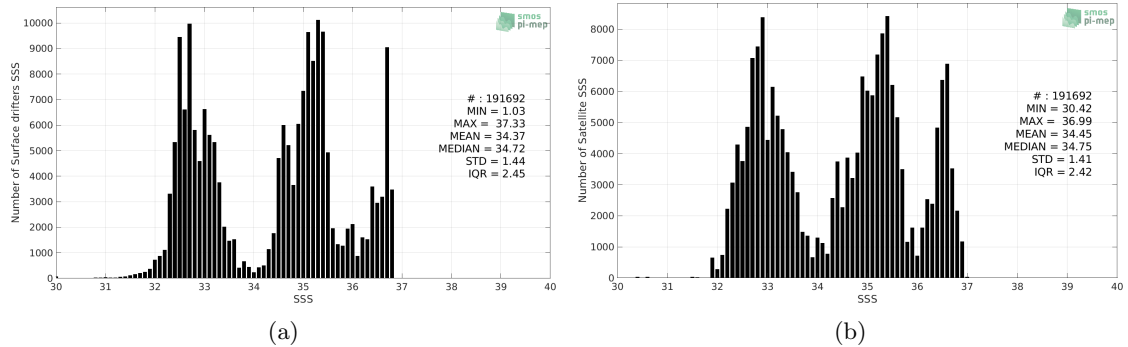 smos
pi-mep
10000
9000
8000
7000
6000
5000
4000
3000
2000
1000
0
Number of Surface drifters SSS
# : 191692
MIN = 1.03
MAX = 37.33
MEAN = 34.37
MEDIAN = 34.72
STD = 1.44
IQR = 2.45
30 31 32 33 34 35 36 37 38 39 40
SSS
(a)
smos
pi-mep
8000
7000
6000
5000
4000
3000
2000
1000
0
Number of Satellite SSS
# : 191692
MIN = 30.42
MAX = 36.99
MEAN = 34.45
MEDIAN = 34.75
STD = 1.41
IQR = 2.42
30 31 32 33 34 35 36 37 38 39 40
SSS
(b)